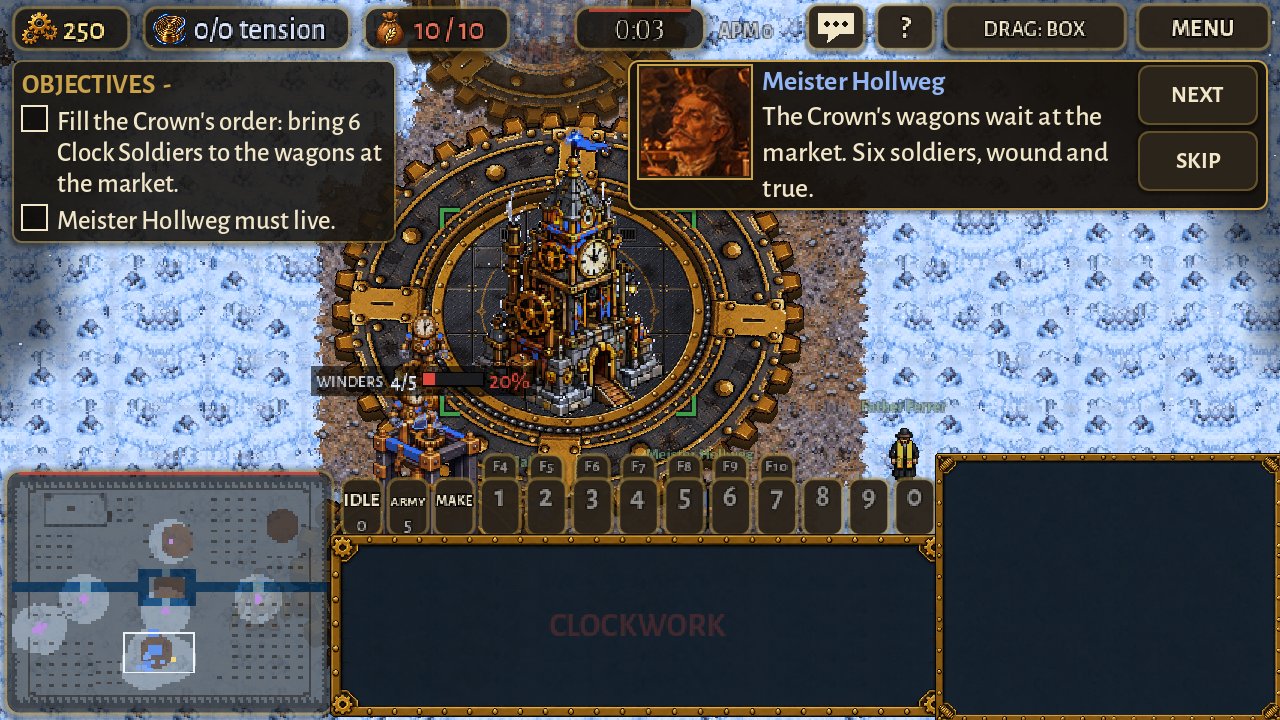 250
0/0 tension
10/10
0:03
APM 0
?
DRAG: BOX
MENU
OBJECTIVES -
Fill the Crown's order: bring 6
Clock Soldiers to the wagons at
the market.
Meister Hollweg must live.
Meister Hollweg
The Crown's wagons wait at the
market. Six soldiers, wound and
true.
NEXT
SKIP
WINDERS 4/5 20%
Meister Hollweg
F4 F5 F6 F7 F8 F9 F10
IDLE ARMY MAKE 1 2 3 4 5 6 7 8 9 0
0 5
CLOCKWORK